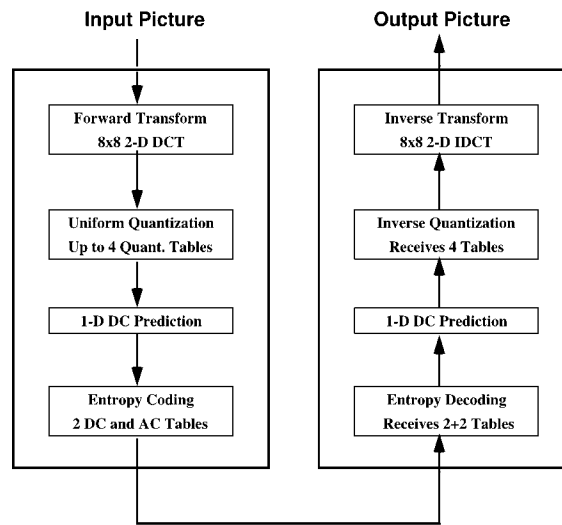 Input Picture
Forward Transform
8x8 2-D DCT
Uniform Quantization
Up to 4 Quant. Tables
1-D DC Prediction
Entropy Coding
2 DC and AC Tables
Output Picture
Inverse Transform
8x8 2-D IDCT
Inverse Quantization
Receives 4 Tables
1-D DC Prediction
Entropy Decoding
Receives 2+2 Tables